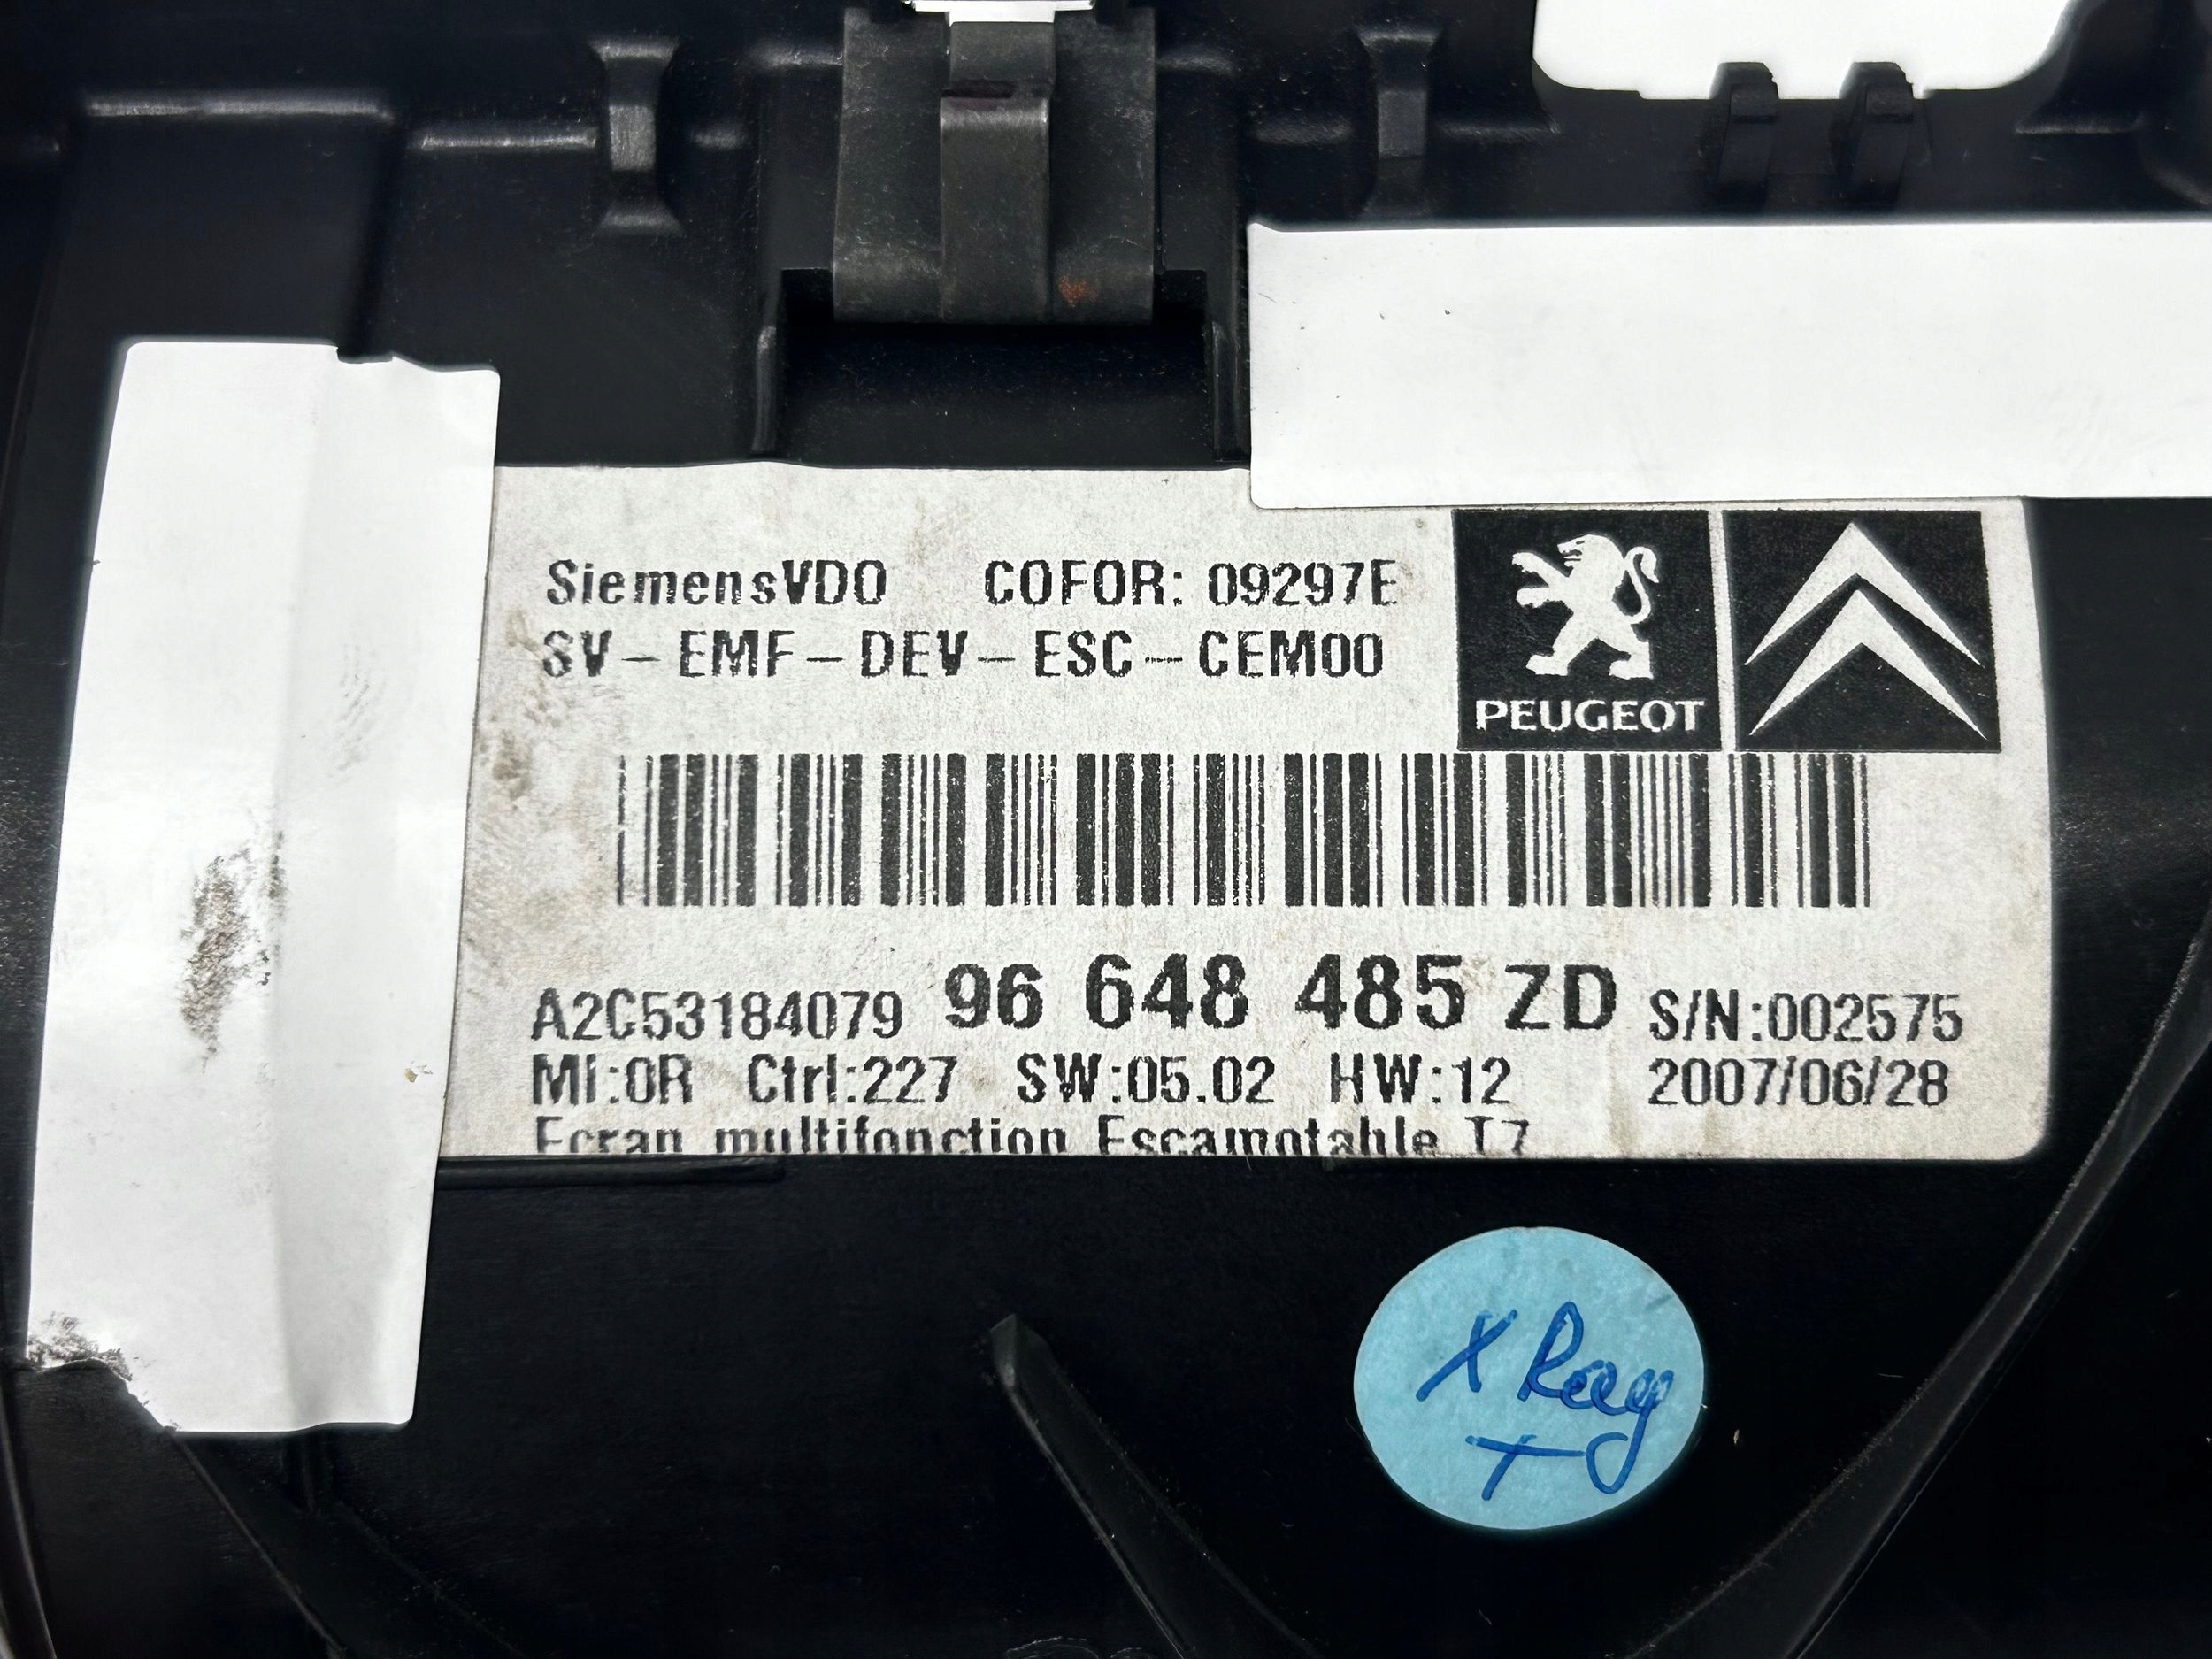 SiemensVDO COFOR: 09297E
SV-EMF-DEV-ESC-CEM00
PEUGEOT
A2C53184079 96 648 485 ZD S/N:002575
MI:0R Ctrl:227 SW:05.02 HW:12 2007/06/28
Ecran multifonction Escamotable T7
X Ray